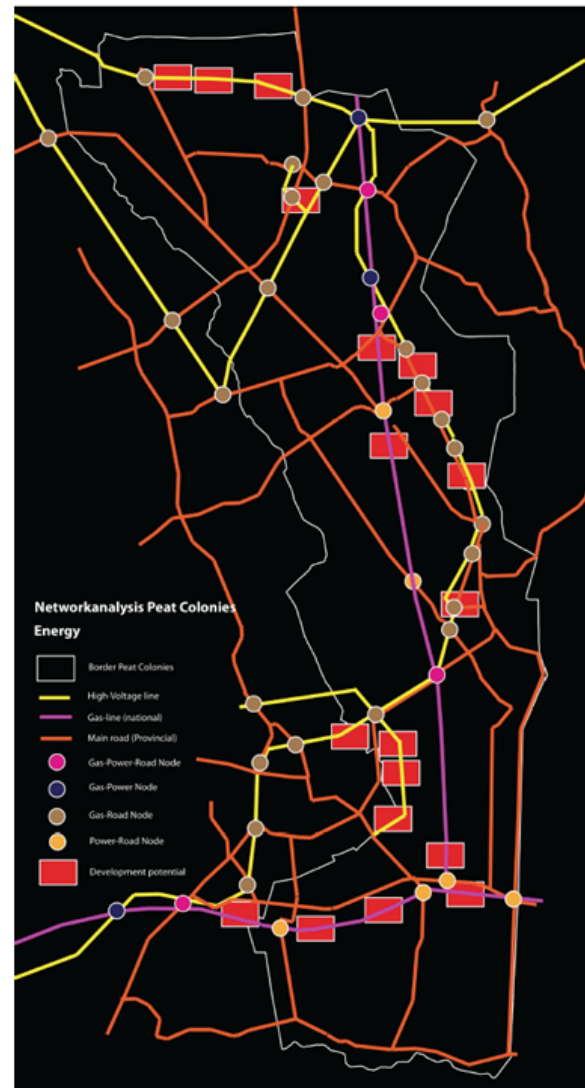 Networkanalysis Peat Colonies
Energy
Border Peat Colonies
High-Voltage line
Gas-line (national)
Main road (Provincial)
Gas-Power-Road Node
Gas-Power Node
Gas-Road Node
Power-Road Node
Development potential